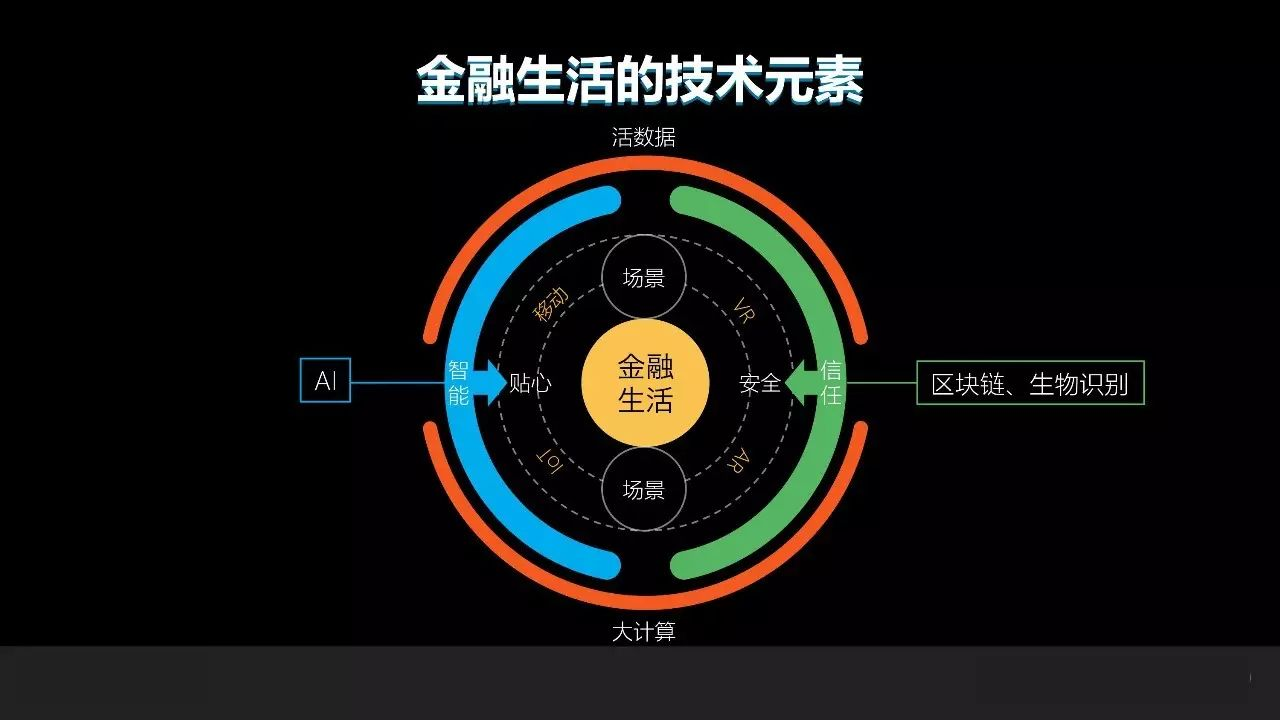 金融生活的技术元素
活数据
场景
移动
VR
金融
生活
AI
智能
贴心
安全
信任
区块链、生物识别
IOT
AR
场景
大计算